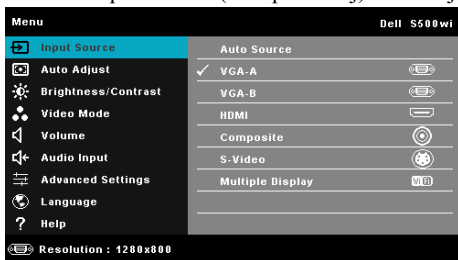 Menu
Dell S500wi
Input Source
Auto Adjust
Brightness/Contrast
Video Mode
Volume
Audio Input
Advanced Settings
Language
Help
Auto Source
VGA-A
VGA-B
HDMI
Composite
S-Video
Multiple Display
Resolution : 1280x800